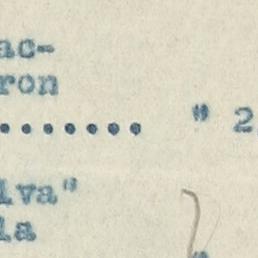 ac-
ron
....... " 2
lva"
la
"